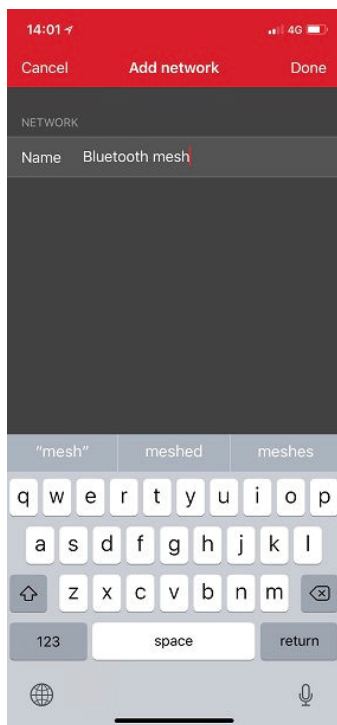 14:01 4G
Cancel Add network Done
NETWORK
Name Bluetooth mesh
"mesh" meshed meshes
q w e r t y u i o p
a s d f g h j k l
z x c v b n m
123 space return